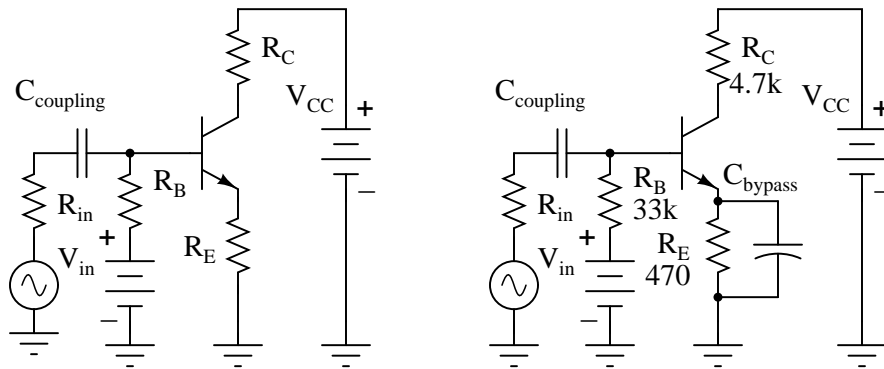 R_C
C_coupling
V_CC
+
R_B
R_in
−
V_in
+
R_E
−
R_C
4.7k
C_coupling
V_CC
+
R_B
33k
C_bypass
R_in
−
V_in
+
R_E
470
−